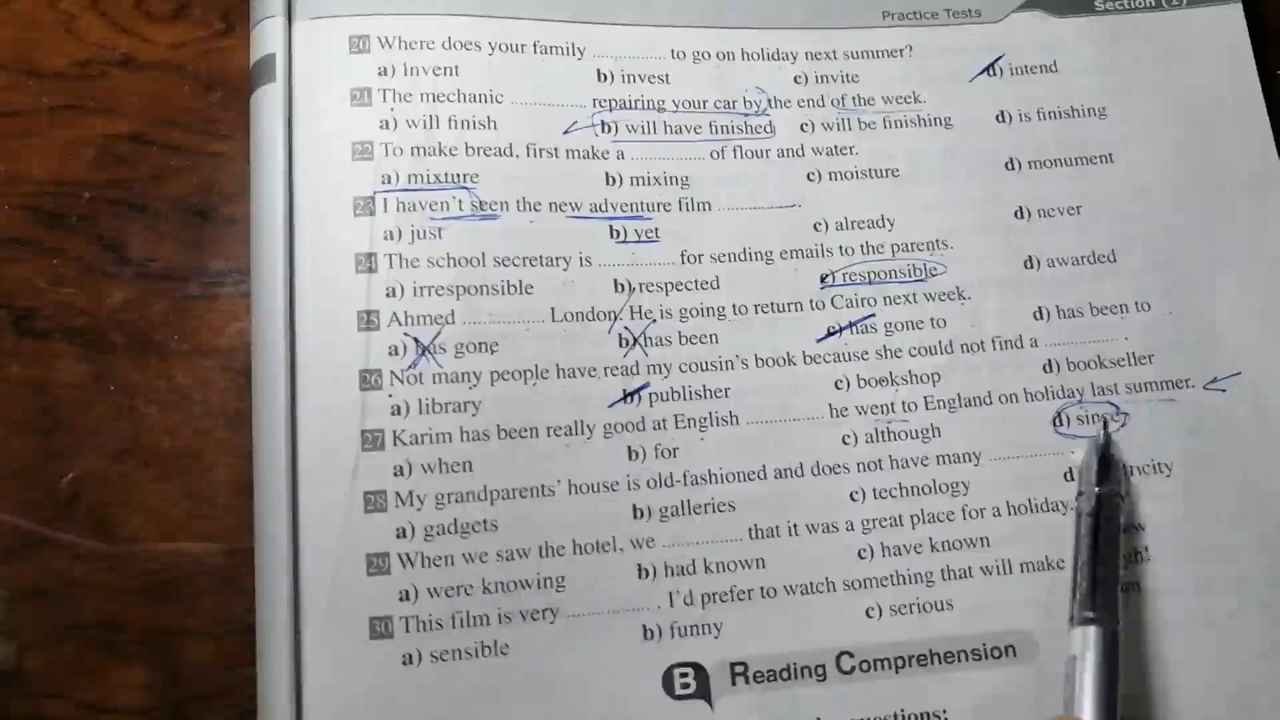 Practice Tests
Section (1)
20 Where does your family .............. to go on holiday next summer?
a) invent b) invest c) invite d) intend
21 The mechanic .............. repairing your car by the end of the week.
a) will finish b) will have finished c) will be finishing d) is finishing
22 To make bread, first make a .............. of flour and water.
a) mixture b) mixing c) moisture d) monument
23 I haven't seen the new adventure film .............. .
a) just b) yet c) already d) never
24 The school secretary is .............. for sending emails to the parents.
a) irresponsible b) respected c) responsible d) awarded
25 Ahmed .............. London. He is going to return to Cairo next week.
a) has gone b) has been c) has gone to d) has been to
26 Not many people have read my cousin's book because she could not find a .............. .
a) library b) publisher c) bookshop d) bookseller
27 Karim has been really good at English .............. he went to England on holiday last summer.
a) when b) for c) although d) since
28 My grandparents' house is old-fashioned and does not have many ..............
a) gadgets b) galleries c) technology d
29 When we saw the hotel, we .............. that it was a great place for a holiday.
a) were knowing b) had known c) have known
30 This film is very .............. . I'd prefer to watch something that will make
a) sensible b) funny c) serious
B Reading Comprehension